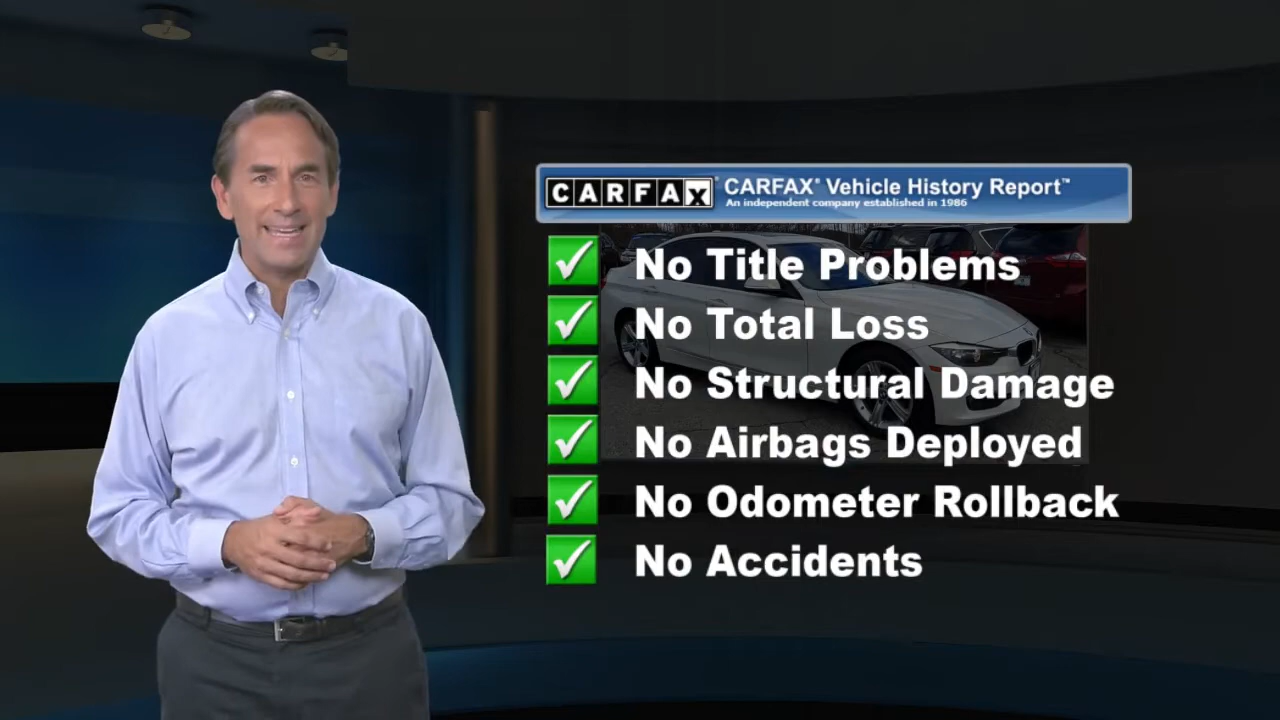 CARFAX® CARFAX® Vehicle History Report™
An independent company established in 1986
No Title Problems
No Total Loss
No Structural Damage
No Airbags Deployed
No Odometer Rollback
No Accidents